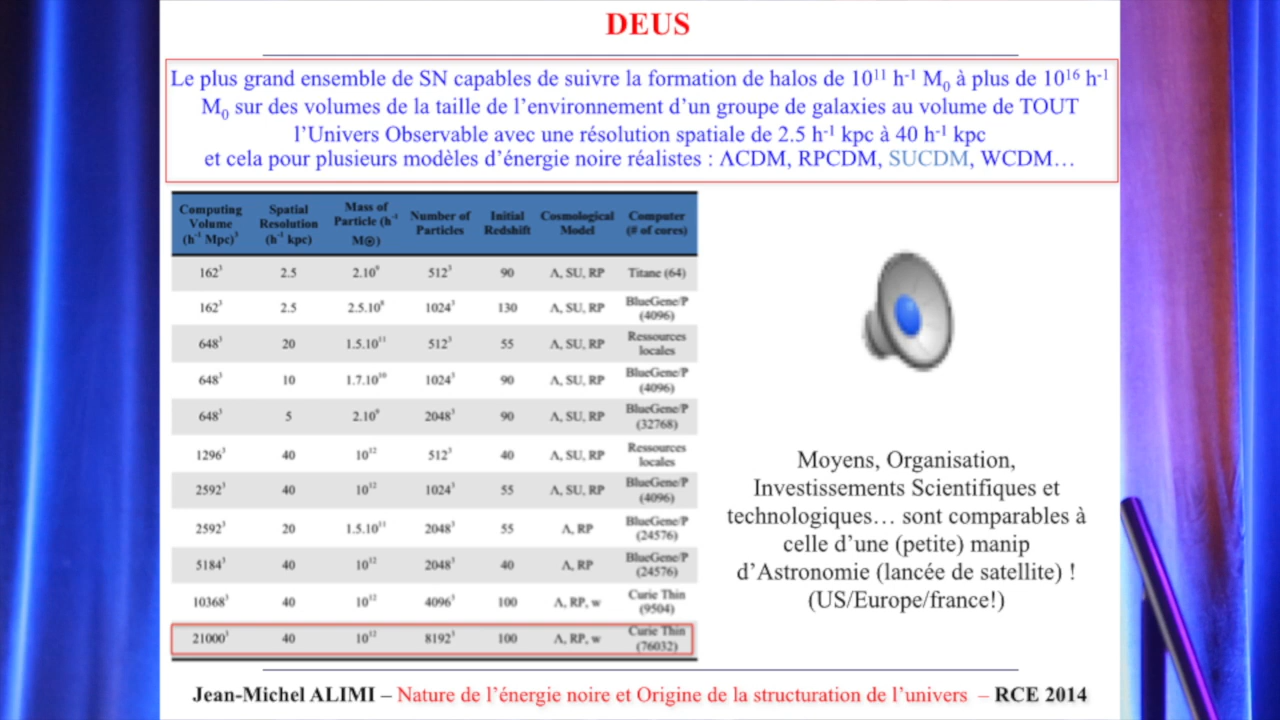 DEUS
Le plus grand ensemble de SN capables de suivre la formation de halos de 10¹¹ h⁻¹ M₀ à plus de 10¹⁶ h⁻¹
M₀ sur des volumes de la taille de l’environnement d’un groupe de galaxies au volume de TOUT
l’Univers Observable avec une résolution spatiale de 2.5 h⁻¹ kpc à 40 h⁻¹ kpc
et cela pour plusieurs modèles d’énergie noire réalistes : ΛCDM, RPCDM, SUCDM, WCDM…
Computing Volume (h⁻¹ Mpc)³ Spatial Resolution (h⁻¹ kpc) Mass of Particle (h⁻¹ M⊙) Number of Particles Initial Redshift Cosmological Model Computer (# of cores)
162³ 2.5 2.10⁹ 512³ 90 Λ, SU, RP Titane (64)
162³ 2.5 2.5.10⁸ 1024³ 130 Λ, SU, RP BlueGene/P (4096)
648³ 20 1.5.10¹¹ 512³ 55 Λ, SU, RP Ressources locales
648³ 10 1.7.10¹⁰ 1024³ 90 Λ, SU, RP BlueGene/P (4096)
648³ 5 2.10⁹ 2048³ 90 Λ, SU, RP BlueGene/P (32768)
1296³ 40 10¹² 512³ 40 Λ, SU, RP Ressources locales
2592³ 40 10¹² 1024³ 55 Λ, SU, RP BlueGene/P (4096)
2592³ 20 1.5.10¹¹ 2048³ 55 Λ, RP BlueGene/P (24576)
5184³ 40 10¹² 2048³ 40 Λ, RP BlueGene/P (24576)
10368³ 40 10¹² 4096³ 100 Λ, RP, w Curie Thin (9504)
21000³ 40 10¹² 8192³ 100 Λ, RP, w Curie Thin (76032)
Moyens, Organisation,
Investissements Scientifiques et
technologiques… sont comparables à
celle d’une (petite) manip
d’Astronomie (lancée de satellite) !
(US/Europe/france!)
Jean-Michel ALIMI – Nature de l’énergie noire et Origine de la structuration de l’univers – RCE 2014